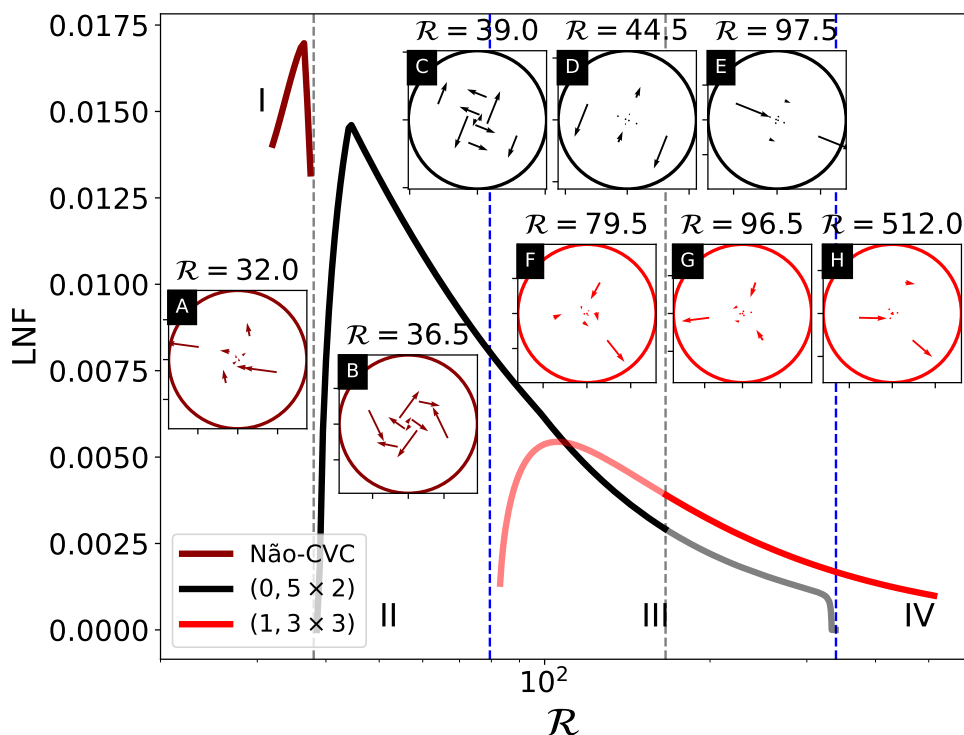 0.0175
0.0150
0.0125
0.0100
0.0075
0.0050
0.0025
0.0000
LNF
I
II
III
IV
ℛ = 39.0
C
ℛ = 44.5
D
ℛ = 97.5
E
ℛ = 79.5
F
ℛ = 96.5
G
ℛ = 512.0
H
ℛ = 32.0
A
ℛ = 36.5
B
Não-CVC
(0, 5 × 2)
(1, 3 × 3)
10²
ℛ